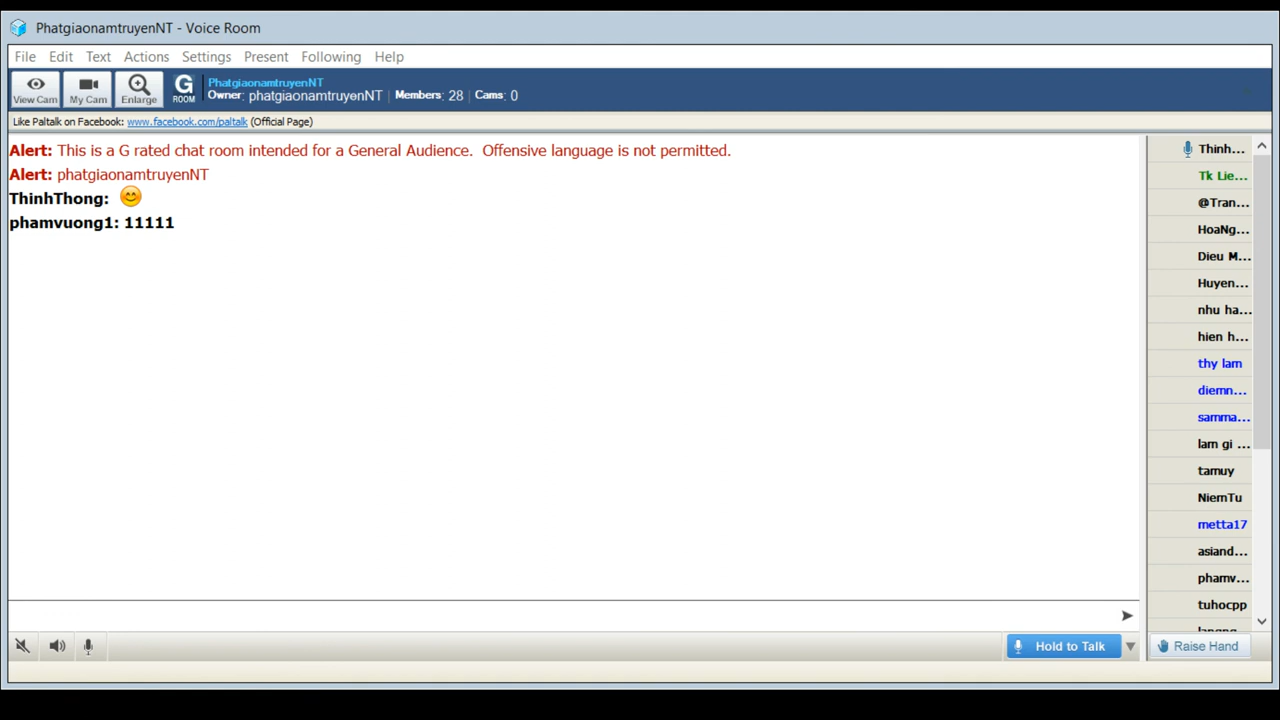 PhatgiaonamtruyenNT - Voice Room
File Edit Text Actions Settings Present Following Help
View Cam My Cam Enlarge G ROOM
PhatgiaonamtruyenNT
Owner: phatgiaonamtruyenNT | Members: 28 | Cams: 0
Like Paltalk on Facebook: www.facebook.com/paltalk (Official Page)
Alert: This is a G rated chat room intended for a General Audience. Offensive language is not permitted.
Alert: phatgiaonamtruyenNT
ThinhThong:
phamvuong1: 11111
Thinh...
Tk Lie...
@Tran...
HoaNg...
Dieu M...
Huyen...
nhu ha...
hien h...
thy lam
diemn...
samma...
lam gi ...
tamuy
NiemTu
metta17
asiand...
phamv...
tuhocpp
Hold to Talk
Raise Hand